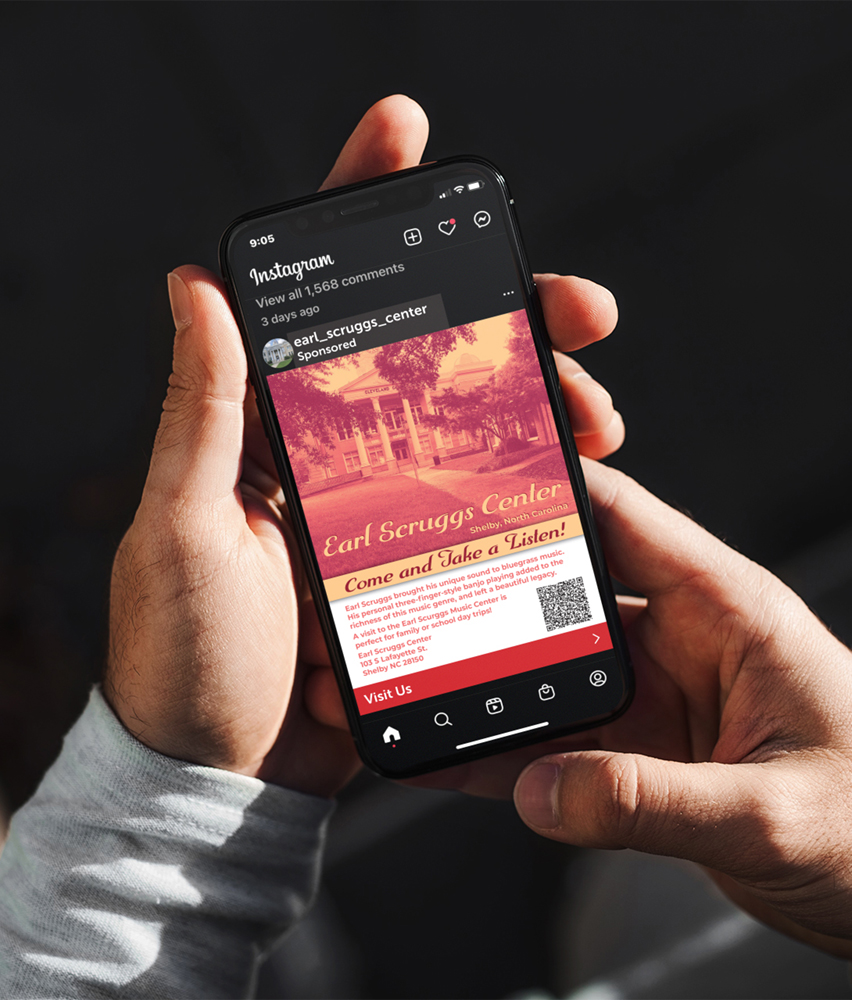 9:05
Instagram
View all 1,568 comments
3 days ago
earl_scruggs_center
Sponsored
CLEVELAND
Earl Scruggs Center
Shelby, North Carolina
Come and Take a Listen!
Earl Scruggs brought his unique sound to bluegrass music.
His personal three-finger-style banjo playing added to the
richness of this music genre, and left a beautiful legacy.
A visit to the Earl Scurggs Music Center is
perfect for family or school day trips!
Earl Scruggs Center
103 S Lafayette St.
Shelby NC 28150
Visit Us